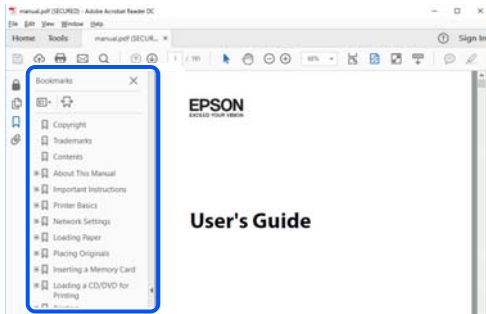 manual.pdf (SECURED) - Adobe Acrobat Reader DC
File Edit View Window Help
Home Tools manual.pdf (SECUR... ×
Sign In
Bookmarks
Copyright
Trademarks
Contents
About This Manual
Important Instructions
Printer Basics
Network Settings
Loading Paper
Placing Originals
Inserting a Memory Card
Loading a CD/DVD for
Printing
EPSON
EXCEED YOUR VISION
User's Guide